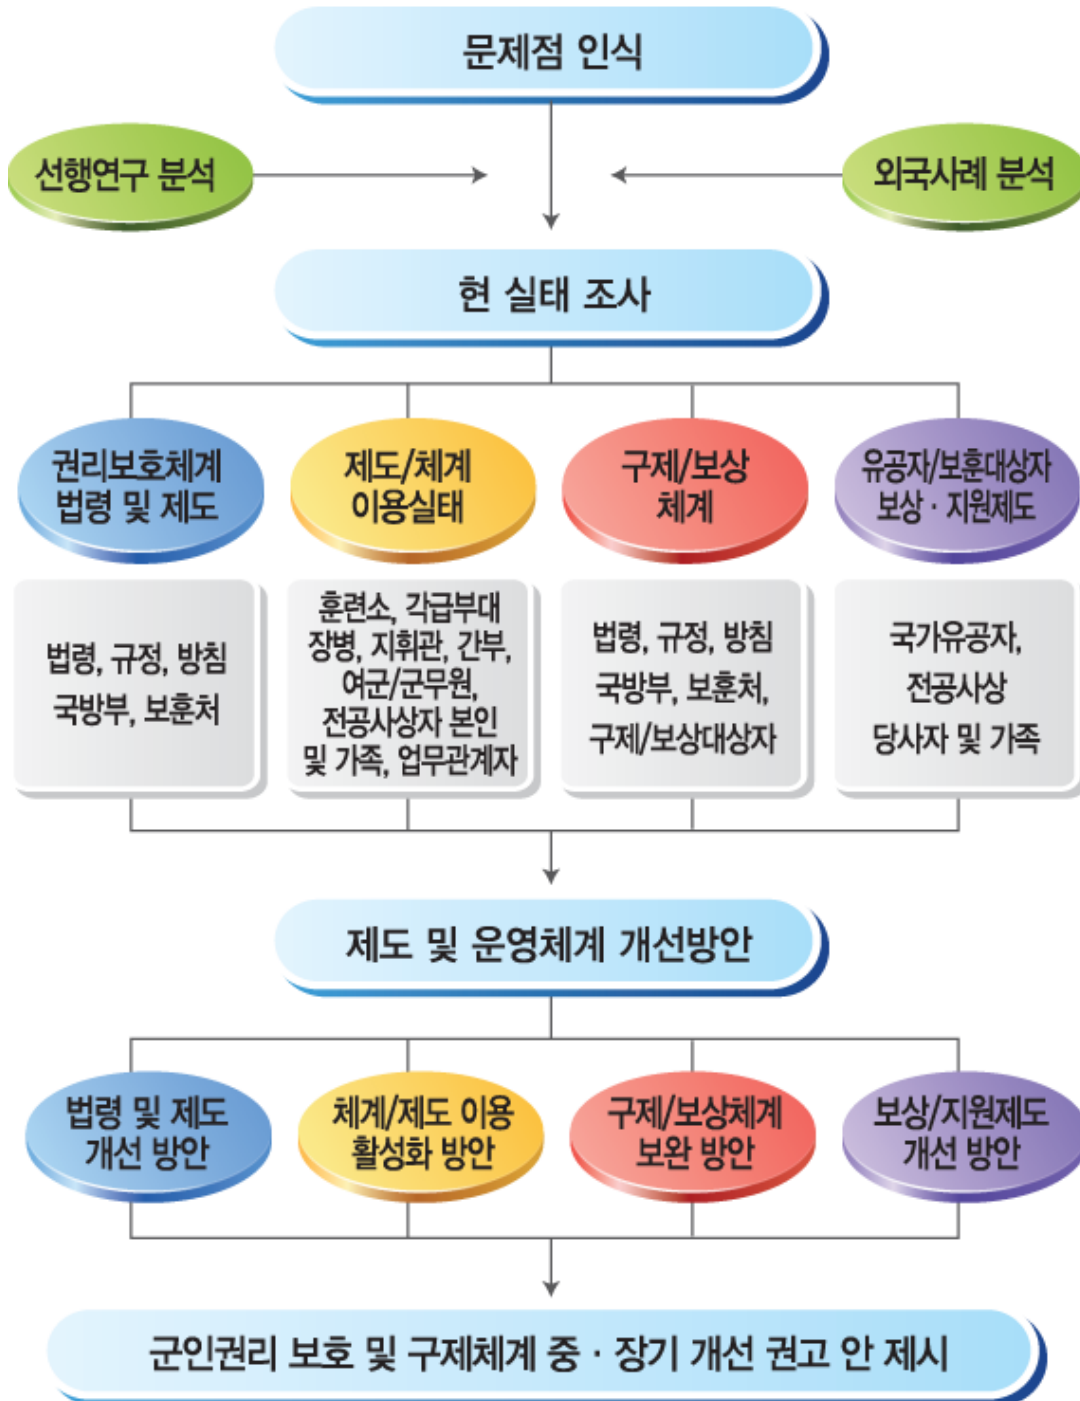 문제점 인식
선행연구 분석
외국사례 분석
현 실태 조사
권리보호체계
법령 및 제도
제도/체계
이용실태
구제/보상
체계
유공자/보훈대상자
보상 · 지원제도
법령, 규정, 방침
국방부, 보훈처
훈련소, 각급부대
장병, 지휘관, 간부,
여군/군무원,
전공사상자 본인
및 가족, 업무관계자
법령, 규정, 방침
국방부, 보훈처,
구제/보상대상자
국가유공자,
전공사상
당사자 및 가족
제도 및 운영체계 개선방안
법령 및 제도
개선 방안
체계/제도 이용
활성화 방안
구제/보상체계
보완 방안
보상/지원제도
개선 방안
군인권리 보호 및 구제체계 중 · 장기 개선 권고 안 제시